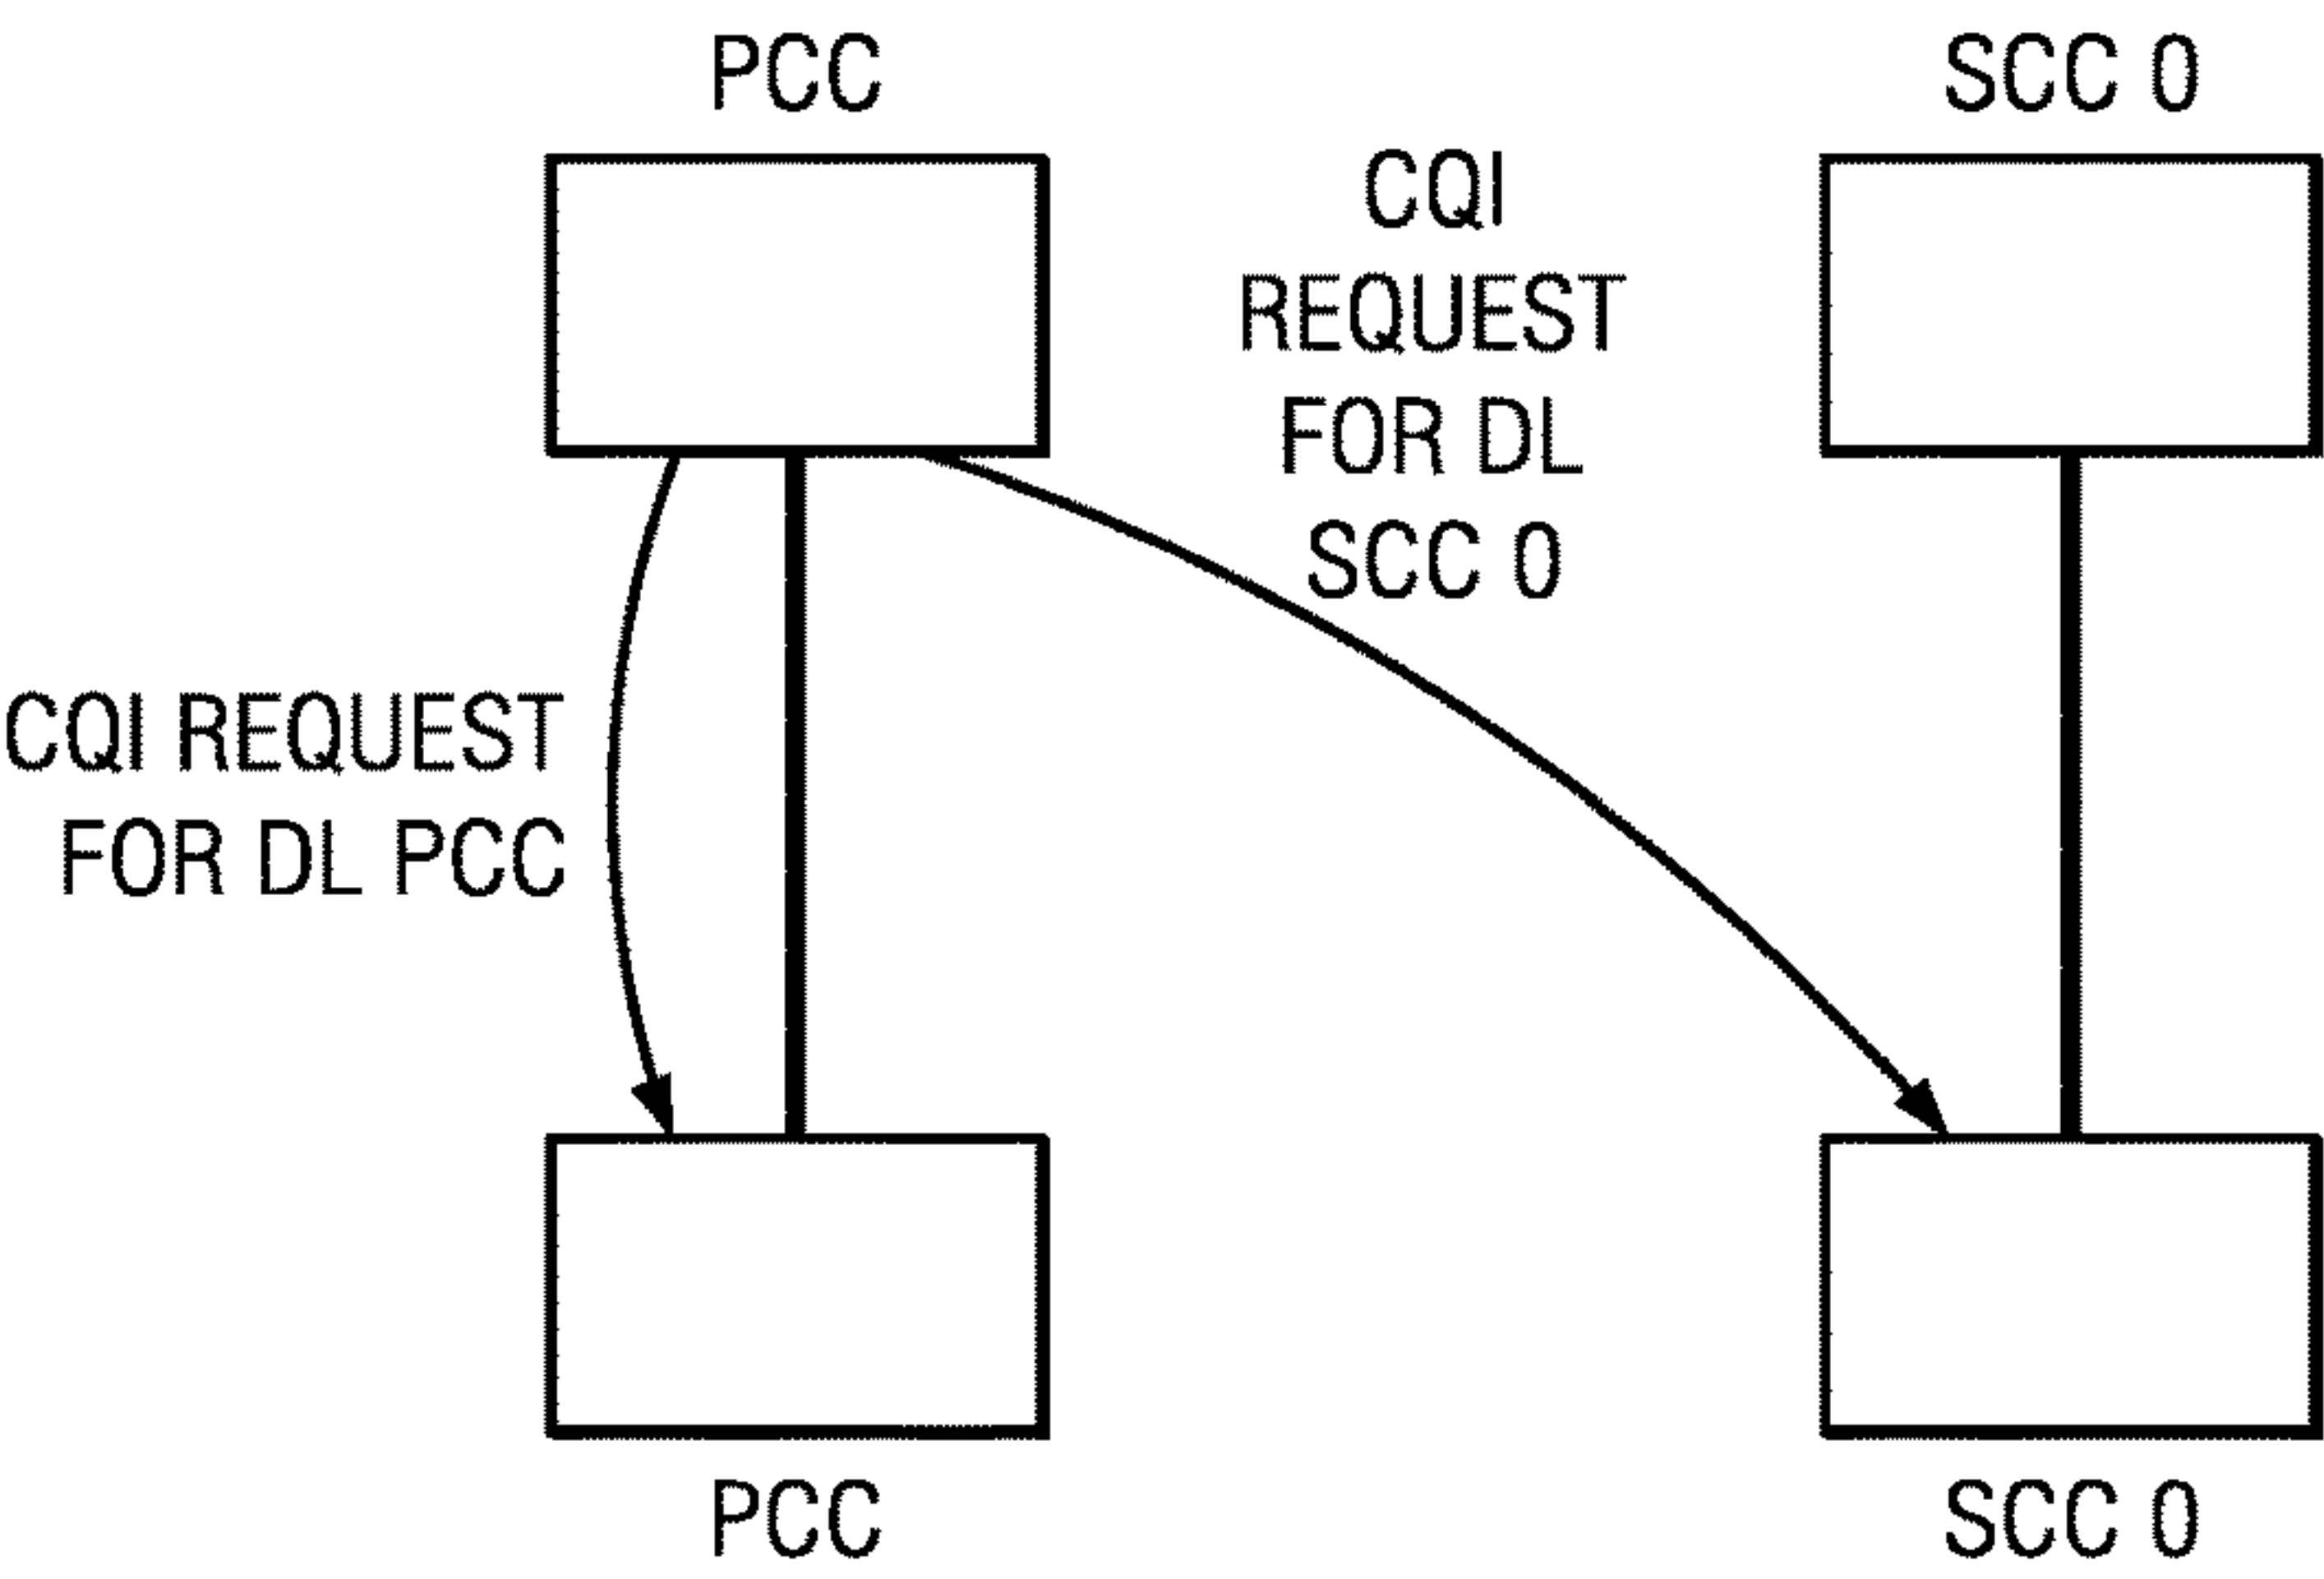 PCC
SCC 0
CQI
REQUEST
FOR DL
SCC 0
CQI REQUEST
FOR DL PCC
PCC
SCC 0